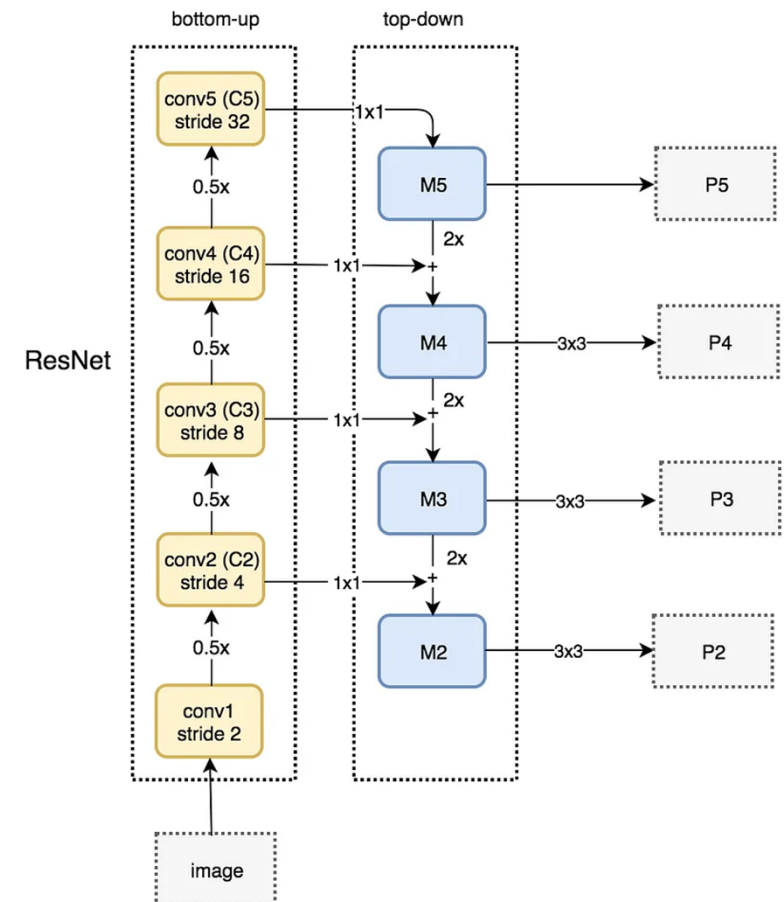 bottom-up
top-down
conv5 (C5)
stride 32
1x1
M5
P5
0.5x
2x
conv4 (C4)
stride 16
1x1
+
M4
3x3
P4
0.5x
ResNet
2x
conv3 (C3)
stride 8
1x1
+
M3
3x3
P3
0.5x
2x
conv2 (C2)
stride 4
1x1
+
M2
3x3
P2
0.5x
conv1
stride 2
image